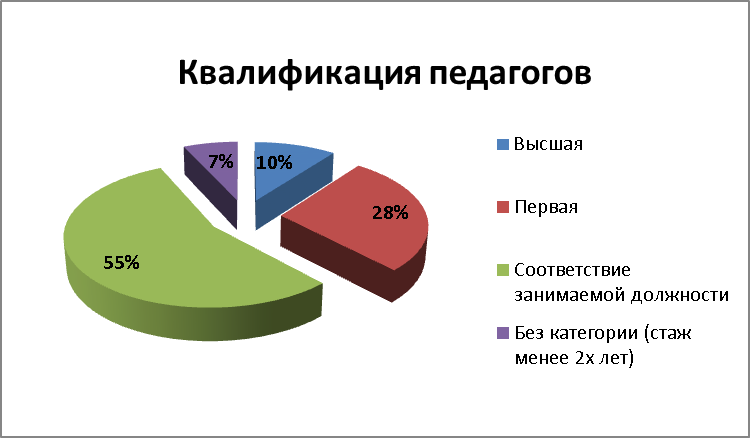 Квалификация педагогов
7%
10%
28%
55%
Высшая
Первая
Соответствие
занимаемой должности
Без категории (стаж
менее 2х лет)